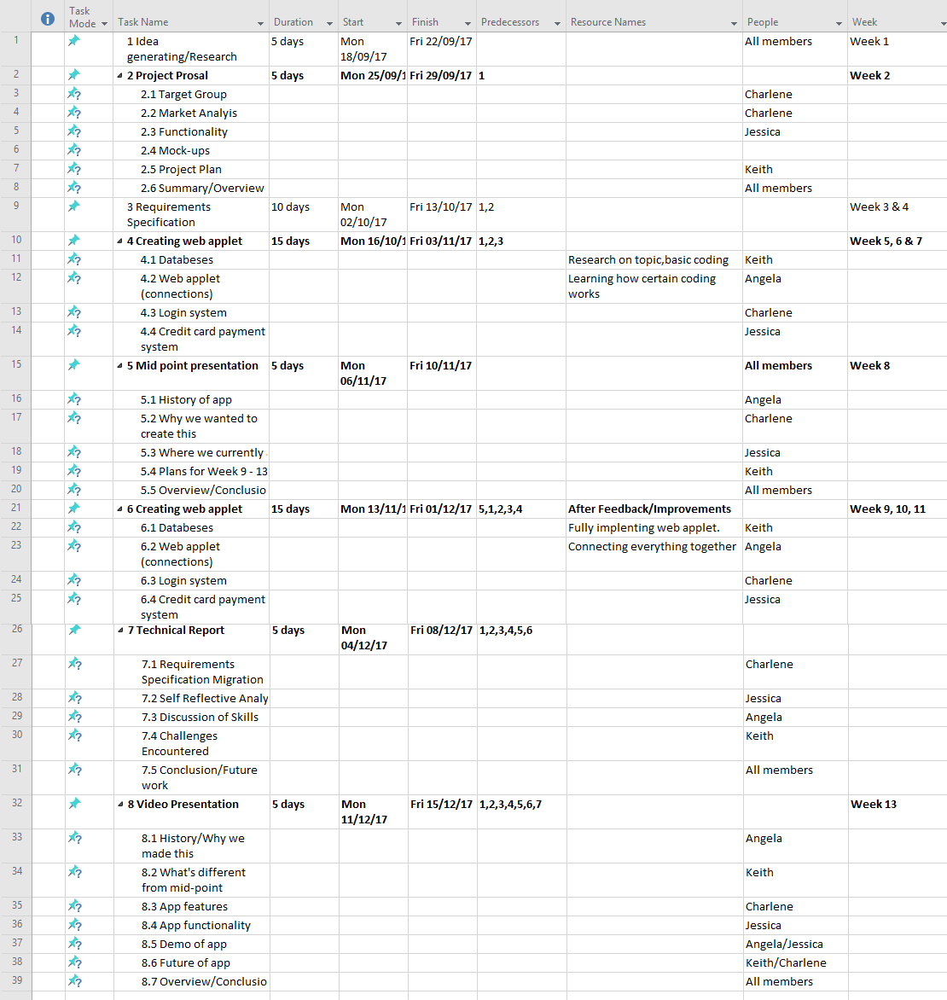 Task Mode Task Name Duration Start Finish Predecessors Resource Names People Week
1 1 Idea generating/Research 5 days Mon 18/09/17 Fri 22/09/17 All members Week 1
2 2 Project Prosal 5 days Mon 25/09/1 Fri 29/09/17 1 Week 2
3 2.1 Target Group Charlene
4 2.2 Market Analyis Charlene
5 2.3 Functionality Jessica
6 2.4 Mock-ups
7 2.5 Project Plan Keith
8 2.6 Summary/Overview All members
9 3 Requirements Specification 10 days Mon 02/10/17 Fri 13/10/17 1,2 Week 3 & 4
10 4 Creating web applet 15 days Mon 16/10/1 Fri 03/11/17 1,2,3 Week 5, 6 & 7
11 4.1 Databeses Research on topic,basic coding Keith
12 4.2 Web applet (connections) Learning how certain coding works Angela
13 4.3 Login system Charlene
14 4.4 Credit card payment system Jessica
15 5 Mid point presentation 5 days Mon 06/11/17 Fri 10/11/17 All members Week 8
16 5.1 History of app Angela
17 5.2 Why we wanted to create this Charlene
18 5.3 Where we currently Jessica
19 5.4 Plans for Week 9 - 13 Keith
20 5.5 Overview/Conclusio All members
21 6 Creating web applet 15 days Mon 13/11/1 Fri 01/12/17 5,1,2,3,4 After Feedback/Improvements Week 9, 10, 11
22 6.1 Databeses Fully implenting web applet. Keith
23 6.2 Web applet (connections) Connecting everything together Angela
24 6.3 Login system Charlene
25 6.4 Credit card payment system Jessica
26 7 Technical Report 5 days Mon 04/12/17 Fri 08/12/17 1,2,3,4,5,6
27 7.1 Requirements Specification Migration Charlene
28 7.2 Self Reflective Analy Jessica
29 7.3 Discussion of Skills Angela
30 7.4 Challenges Encountered Keith
31 7.5 Conclusion/Future work All members
32 8 Video Presentation 5 days Mon 11/12/17 Fri 15/12/17 1,2,3,4,5,6,7 Week 13
33 8.1 History/Why we made this Angela
34 8.2 What's different from mid-point Keith
35 8.3 App features Charlene
36 8.4 App functionality Jessica
37 8.5 Demo of app Angela/Jessica
38 8.6 Future of app Keith/Charlene
39 8.7 Overview/Conclusio All members